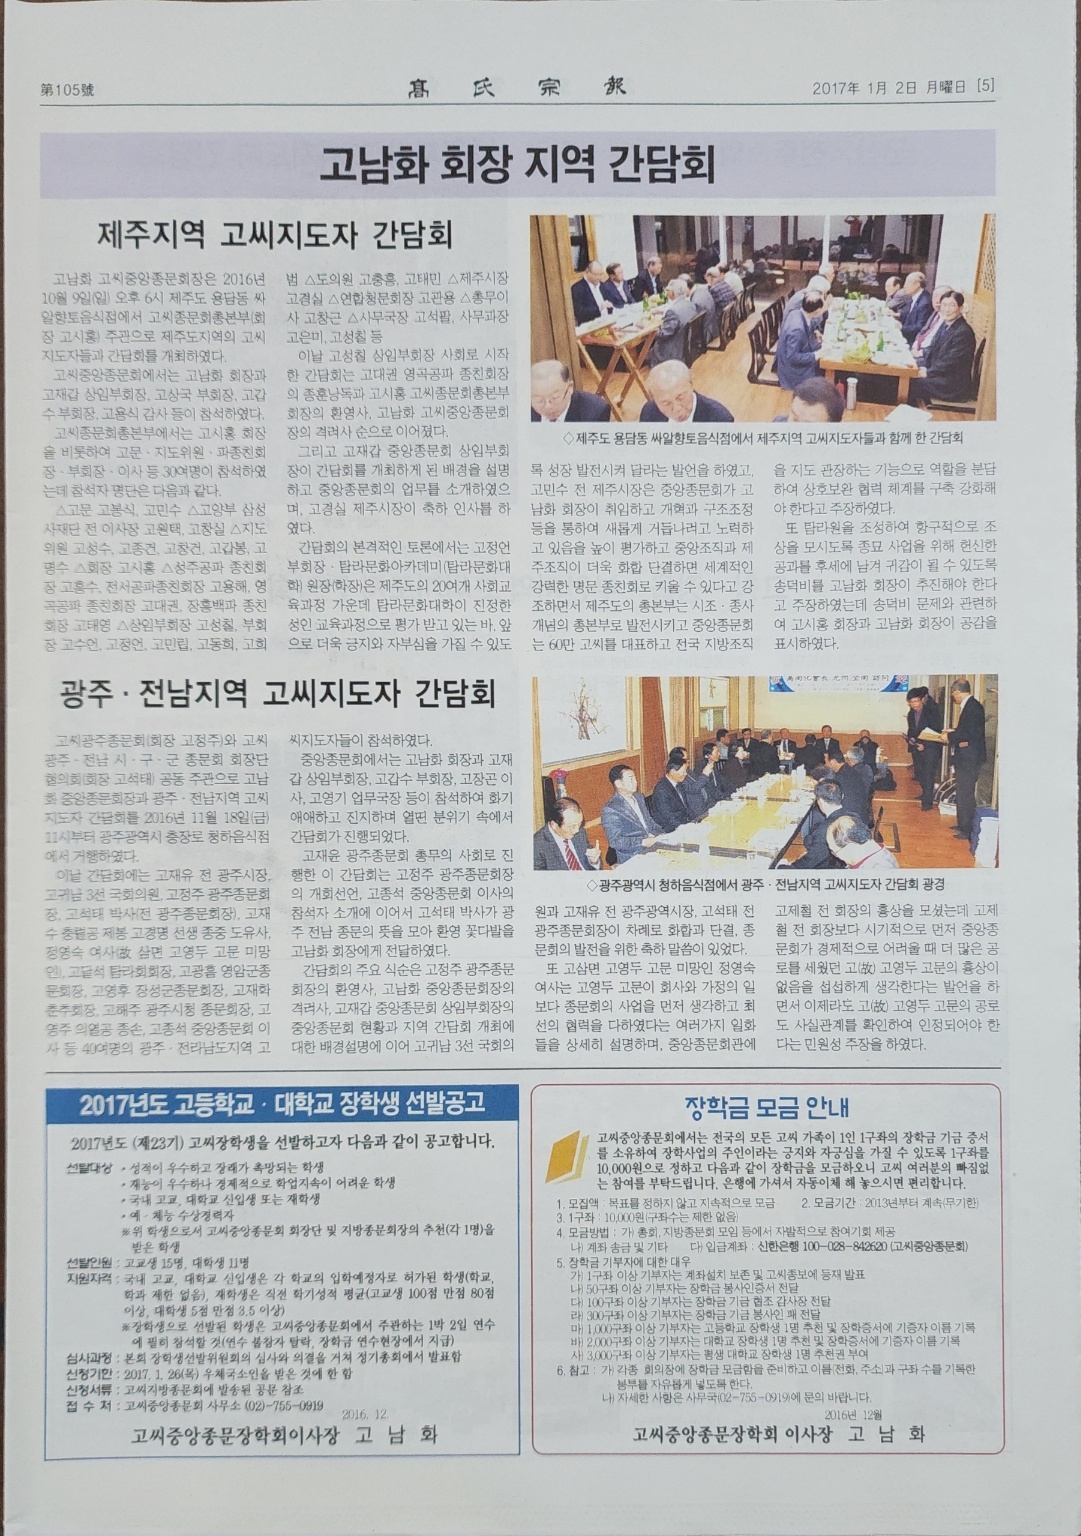 第105號
髙氏宗報
2017年 1月 2日 月曜日 [5]
고남화 회장 지역 간담회
제주지역 고씨지도자 간담회
고남화 고씨중앙종문회장은 2016년
10월 9일(일) 오후 6시 제주도 용담동 싸
알향토음식점에서 고씨종문회총본부(회
장 고시홍) 주관으로 제주도지역의 고씨
지도자들과 간담회를 개최하였다.
고씨중앙종문회에서는 고남화 회장과
고재갑 상임부회장, 고상국 부회장, 고갑
수 부회장, 고용식 감사 등이 참석하였다.
고씨종문회총본부에서는 고시홍 회장
을 비롯하여 고문·지도위원·파종친회
장·부회장·이사 등 30여명이 참석하였
는데 참석자 명단은 다음과 같다.
△고문 고봉식, 고민수 △고양부 삼성
사재단 전 이사장 고원택, 고창실 △지도
위원 고성수, 고종건, 고창건, 고갑봉, 고
명수 △회장 고시홍 △성주공파 종친회
장 고홍수, 전서공파종친회장 고용해, 영
곡공파 종친회장 고대권, 장흥백파 종친
회장 고태영 △상임부회장 고성칠, 부회
장 고수언, 고정언, 고민립, 고동희, 고희
법 △도의원 고충홍, 고태민 △제주시장
고경실 △연합청문회장 고관용 △총무이
사 고창근 △사무국장 고석팔, 사무과장
고은미, 고성칠 등
이날 고성칠 상임부회장 사회로 시작
한 간담회는 고대권 영곡공파 종친회장
의 종훈낭독과 고시홍 고씨종문회총본부
회장의 환영사, 고남화 고씨중앙종문회
장의 격려사 순으로 이어졌다.
그리고 고재갑 중앙종문회 상임부회
장이 간담회를 개최하게 된 배경을 설명
하고 중앙종문회의 업무를 소개하였으
며, 고경실 제주시장이 축하 인사를 하
였다.
간담회의 본격적인 토론에서는 고정언
부회장·탐라문화아카데미(탐라문화대
학) 원장(학장)은 제주도의 20여개 사회교
육과정 가운데 탐라문화대학이 진정한
성인 교육과정으로 평가 받고 있는 바, 앞
으로 더욱 긍지와 자부심을 가질 수 있도
◇제주도 용담동 싸알향토음식점에서 제주지역 고씨지도자들과 함께 한 간담회
록 성장 발전시켜 달라는 발언을 하였고,
고민수 전 제주시장은 중앙종문회가 고
남화 회장이 취임하고 개혁과 구조조정
등을 통하여 새롭게 거듭나려고 노력하
고 있음을 높이 평가하고 중앙조직과 제
주조직이 더욱 화합 단결하면 세계적인
강력한 명문 종친회로 키울 수 있다고 강
조하면서 제주도의 총본부는 시조·종사
개념의 총본부로 발전시키고 중앙종문회
는 60만 고씨를 대표하고 전국 지방조직
을 지도 관장하는 기능으로 역할을 분담
하여 상호보완 협력 체계를 구축 강화해
야 한다고 주장하였다.
또 탐라원을 조성하여 항구적으로 조
상을 모시도록 종묘 사업을 위해 헌신한
공과를 후세에 남겨 귀감이 될 수 있도록
송덕비를 고남화 회장이 추진해야 한다
고 주장하였는데 송덕비 문제와 관련하
여 고시홍 회장과 고남화 회장이 공감을
표시하였다.
광주·전남지역 고씨지도자 간담회
고씨광주종문회(회장 고정주)와 고씨
광주·전남 시·구·군 종문회 회장단
협의회(회장 고석태) 공동 주관으로 고남
화 중앙종문회장과 광주·전남지역 고씨
지도자 간담회를 2016년 11월 18일(금)
11시부터 광주광역시 충장로 청하음식점
에서 거행하였다.
이날 간담회에는 고재유 전 광주시장,
고귀남 3선 국회의원, 고정주 광주종문회
장, 고석태 박사(전 광주종문회장), 고재
수 충렬공 제봉 고경명 선생 종중 도유사,
정영숙 여사(故 삼면 고영두 고문 미망
인), 고달석 탐라회회장, 고광흠 영암군종
문회장, 고영후 장성군종문회장, 고재화
춘추회장, 고해주 광주시청 종문회장, 고
영주 의열공 종손, 고종석 중앙종문회 이
사 등 40여명의 광주·전라남도지역 고
씨지도자들이 참석하였다.
중앙종문회에서는 고남화 회장과 고재
갑 상임부회장, 고갑수 부회장, 고장곤 이
사, 고영기 업무국장 등이 참석하여 화기
애애하고 진지하며 열띤 분위기 속에서
간담회가 진행되었다.
고재윤 광주종문회 총무의 사회로 진
행한 이 간담회는 고정주 광주종문회장
의 개회선언, 고종석 중앙종문회 이사의
참석자 소개에 이어서 고석태 박사가 광
주 전남 종문의 뜻을 모아 환영 꽃다발을
고남화 회장에게 전달하였다.
간담회의 주요 식순은 고정주 광주종문
회장의 환영사, 고남화 중앙종문회장의
격려사, 고재갑 중앙종문회 상임부회장의
중앙종문회 현황과 지역 간담회 개최에
대한 배경설명에 이어 고귀남 3선 국회의
◇광주광역시 청하음식점에서 광주·전남지역 고씨지도자 간담회 광경
원과 고재유 전 광주광역시장, 고석태 전
광주종문회장이 차례로 화합과 단결, 종
문회의 발전을 위한 축하 말씀이 있었다.
또 고삼면 고영두 고문 미망인 정영숙
여사는 고영두 고문이 회사와 가정의 일
보다 종문회의 사업을 먼저 생각하고 최
선의 협력을 다하였다는 여러가지 일화
들을 상세히 설명하며, 중앙종문회관에
고제철 전 회장의 흉상을 모셨는데 고제
철 전 회장보다 시기적으로 먼저 중앙종
문회가 경제적으로 어려울 때 더 많은 공
로를 세웠던 고(故) 고영두 고문의 흉상이
없음을 섭섭하게 생각한다는 발언을 하
면서 이제라도 고(故) 고영두 고문의 공로
도 사실관계를 확인하여 인정되어야 한
다는 민원성 주장을 하였다.
2017년도 고등학교·대학교 장학생 선발공고
2017년도 (제23기) 고씨장학생을 선발하고자 다음과 같이 공고합니다.
선발대상 • 성적이 우수하고 장래가 촉망되는 학생
• 재능이 우수하나 경제적으로 학업지속이 어려운 학생
• 국내 고교, 대학교 신입생 또는 재학생
• 예·체능 수상경력자
※위 학생으로서 고씨중앙종문회 회장단 및 지방종문회장의 추천(각 1명)을
받은 학생
선발인원 : 고교생 15명, 대학생 11명
지원자격 : 국내 고교, 대학교 신입생은 각 학교의 입학예정자로 허가된 학생(학교,
학과 제한 없음), 재학생은 직전 학기성적 평균(고교생 100점 만점 80점
이상, 대학생 5점 만점 3.5 이상)
※장학생으로 선발된 학생은 고씨중앙종문회에서 주관하는 1박 2일 연수
에 필히 참석할 것(연수 불참자 탈락, 장학금 연수현장에서 지급)
심사과정 : 본회 장학생선발위원회의 심사와 의결을 거쳐 정기총회에서 발표함
신청기한 : 2017. 1. 26(목) 우체국소인을 받은 것에 한 함
신청서류 : 고씨지방종문회에 발송된 공문 참조
접 수 처 : 고씨중앙종문회 사무소 (02)-755-0919
2016. 12.
고씨중앙종문장학회이사장 고 남 화
장학금 모금 안내
고씨중앙종문회에서는 전국의 모든 고씨 가족이 1인 1구좌의 장학금 기금 증서
를 소유하여 장학사업의 주인이라는 긍지와 자긍심을 가질 수 있도록 1구좌를
10,000원으로 정하고 다음과 같이 장학금을 모금하오니 고씨 여러분의 빠짐없
는 참여를 부탁드립니다. 은행에 가셔서 자동이체 해 놓으시면 편리합니다.
1. 모집액 : 목표를 정하지 않고 지속적으로 모금 2. 모금기간 : 2013년부터 계속(무기한)
3. 1구좌 : 10,000원(구좌수는 제한 없음)
4. 모금방법 : 가) 총회, 지방종문회 모임 등에서 자발적으로 참여기회 제공
나) 계좌 송금 및 기타 다) 입금계좌 : 신한은행 100-028-842620 (고씨중앙종문회)
5. 장학금 기부자에 대한 대우
가) 1구좌 이상 기부자는 계좌설치 보존 및 고씨종보에 등재 발표
나) 50구좌 이상 기부자는 장학금 봉사인증서 전달
다) 100구좌 이상 기부자는 장학금 기금 협조 감사장 전달
라) 300구좌 이상 기부자는 장학금 기금 봉사인 패 전달
마) 1,000구좌 이상 기부자는 고등학교 장학생 1명 추천 및 장학증서에 기증자 이름 기록
바) 2,000구좌 이상 기부자는 대학교 장학생 1명 추천 및 장학증서에 기증자 이름 기록
사) 3,000구좌 이상 기부자는 평생 대학교 장학생 1명 추천권 부여
6. 참고 : 가) 각종 회의장에 장학금 모금함을 준비하고 이름(전화, 주소)과 구좌 수를 기록한
봉투를 자유롭게 넣도록 한다.
나) 자세한 사항은 사무국(02-755-0919)에 문의 바랍니다.
2016년 12월
고씨중앙종문장학회 이사장 고 남 화